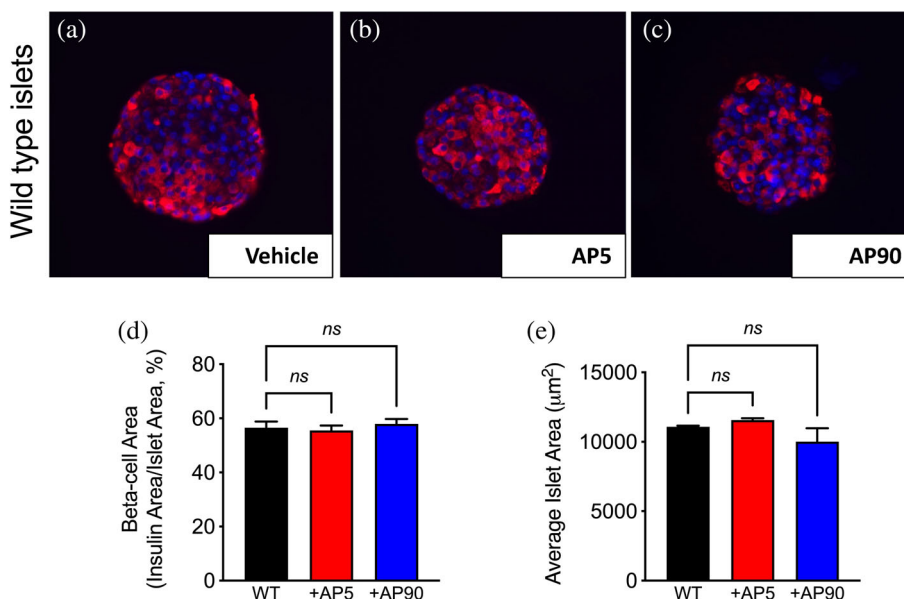 Wild type islets
(a)
(b)
(c)
Vehicle
AP5
AP90
(d)
ns
ns
Beta-cell Area
(Insulin Area/Islet Area, %)
80
60
40
20
0
WT
+AP5
+AP90
(e)
ns
ns
Average Islet Area (μm²)
15000
10000
5000
0
WT
+AP5
+AP90